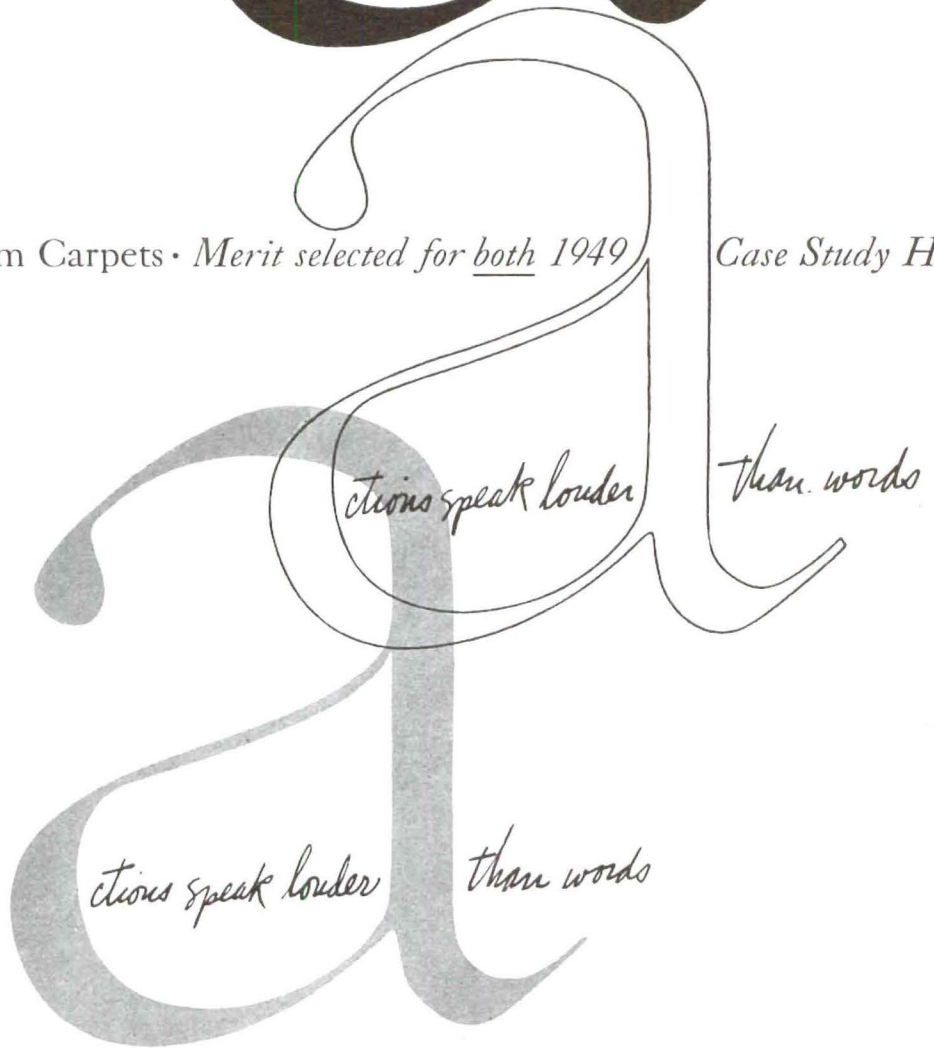 m Carpets · Merit selected for both 1949 Case Study H
a
ctions speak louder than words
a
ctions speak louder than words